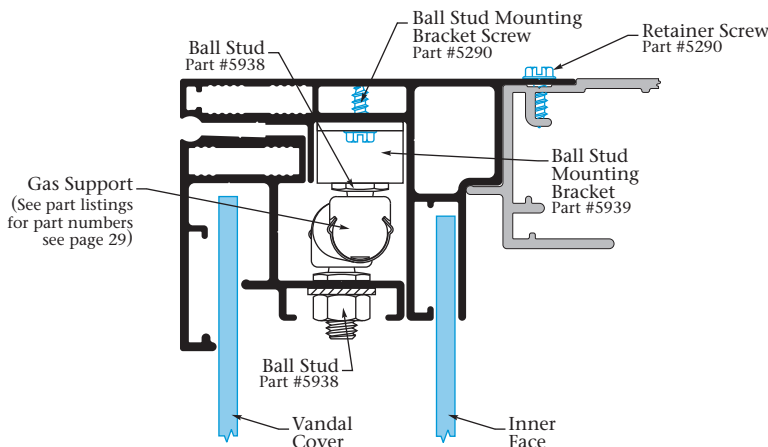 Ball Stud Mounting
Bracket Screw
Part #5290
Retainer Screw
Part #5290
Ball Stud
Part #5938
Gas Support
(See part listings
for part numbers
see page 29)
Ball Stud
Mounting
Bracket
Part #5939
Ball Stud
Part #5938
Vandal
Cover
Inner
Face